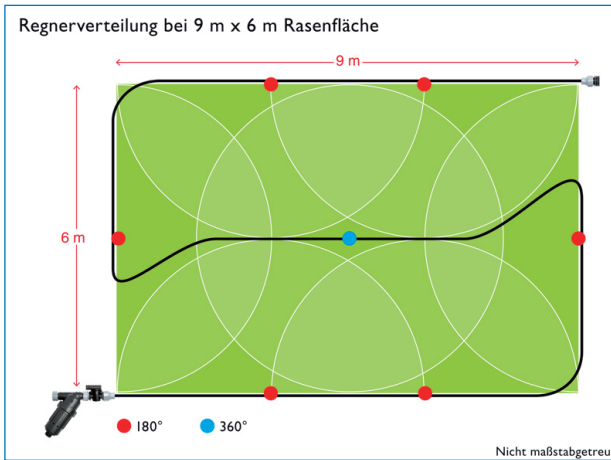 Regnerverteilung bei 9 m x 6 m Rasenfläche
9 m
6 m
180°
360°
Nicht maßstabgetreu